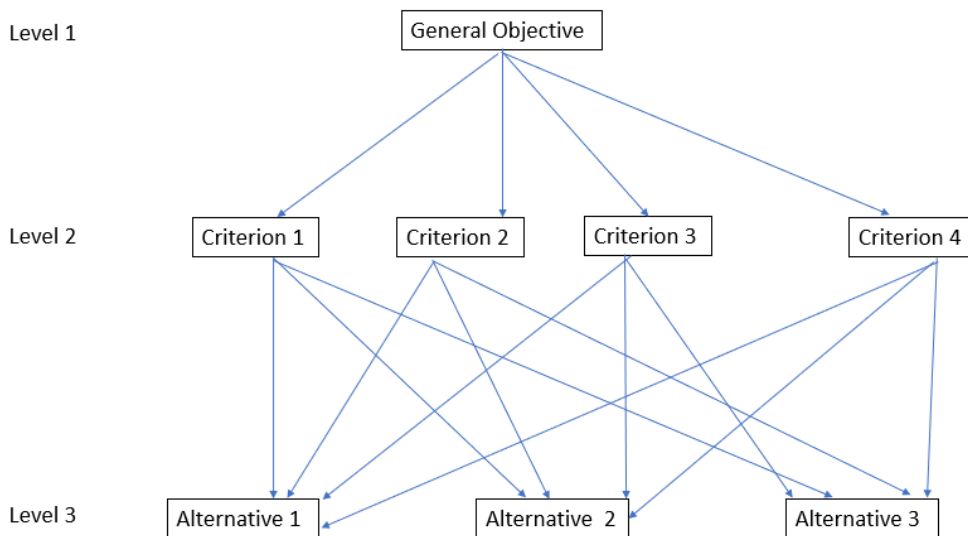 Level 1
General Objective
Level 2
Criterion 1
Criterion 2
Criterion 3
Criterion 4
Level 3
Alternative 1
Alternative 2
Alternative 3